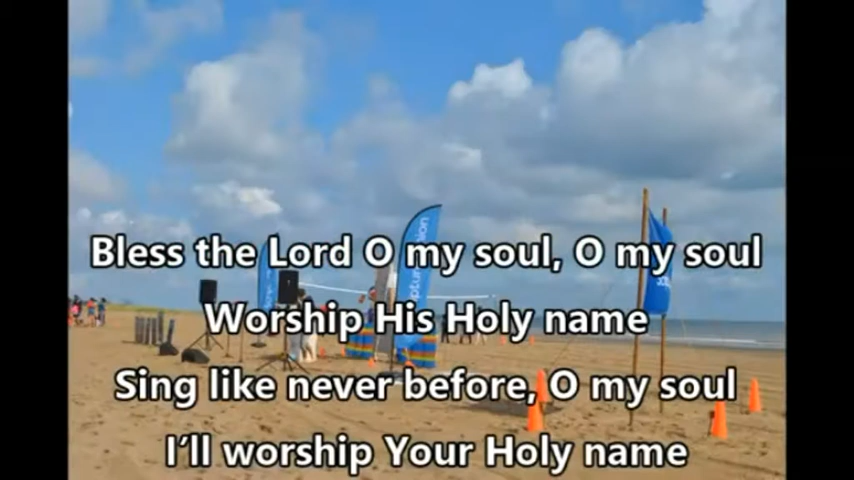 Bless the Lord O my soul, O my soul
Worship His Holy name
Sing like never before, O my soul
I'll worship Your Holy name